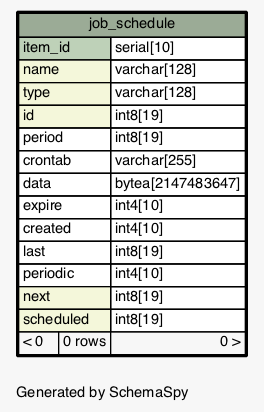 job_schedule
item_id serial[10]
name varchar[128]
type varchar[128]
id int8[19]
period int8[19]
crontab varchar[255]
data bytea[2147483647]
expire int4[10]
created int4[10]
last int8[19]
periodic int4[10]
next int8[19]
scheduled int8[19]
< 0 0 rows 0 >
Generated by SchemaSpy